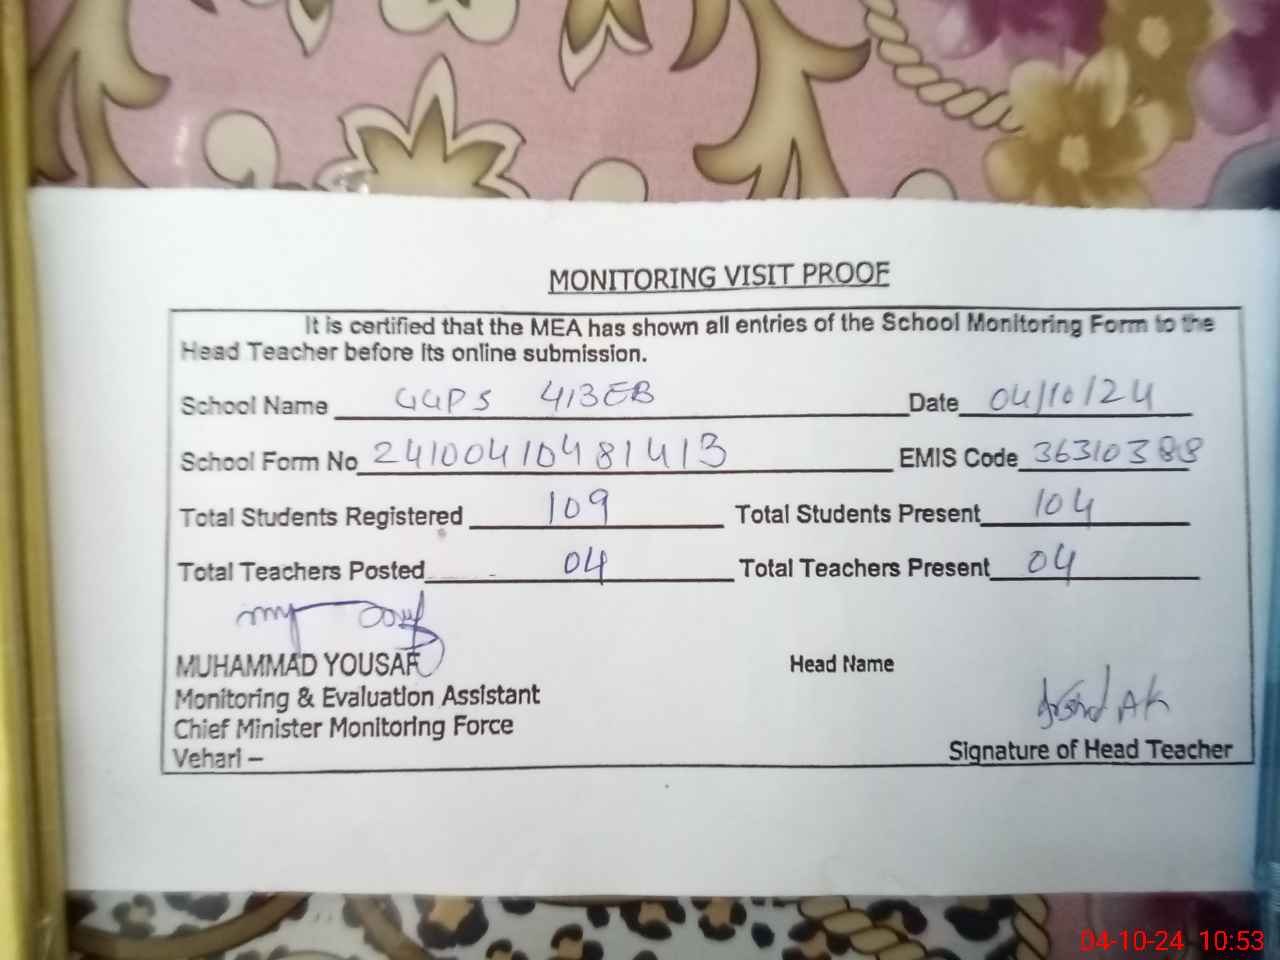 MONITORING VISIT PROOF
It is certified that the MEA has shown all entries of the School Monitoring Form to the
Head Teacher before its online submission.
School Name GGPS 413EB Date 04/10/24
School Form No 24100410481413 EMIS Code 36310388
Total Students Registered 109 Total Students Present 104
Total Teachers Posted 04 Total Teachers Present 04
MUHAMMAD YOUSAF Head Name
Monitoring & Evaluation Assistant
Chief Minister Monitoring Force
Vehari – Signature of Head Teacher
04-10-24 10:53